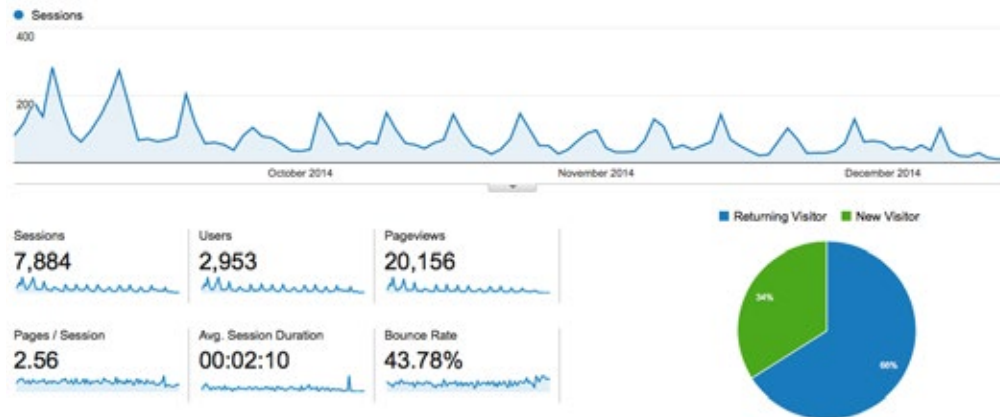 Sessions
400
200
October 2014 November 2014 December 2014
Returning Visitor New Visitor
Sessions Users Pageviews
7,884 2,953 20,156
34%
Pages / Session Avg. Session Duration Bounce Rate
2.56 00:02:10 43.78%
66%